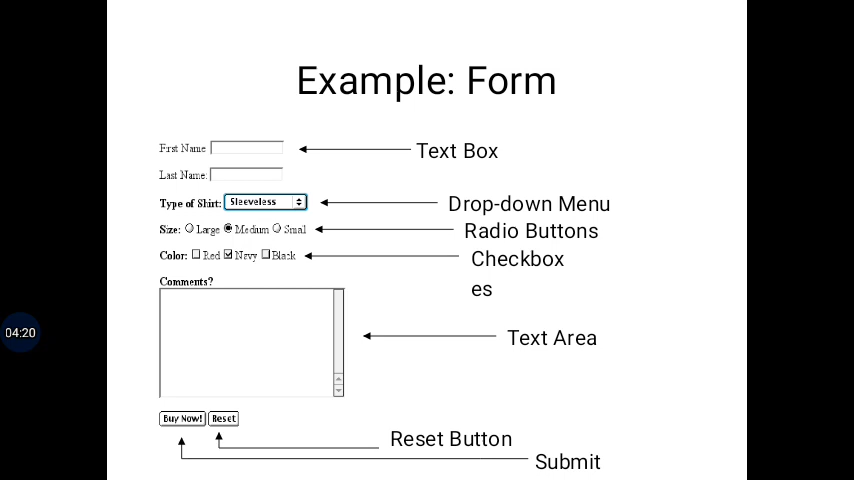 Example: Form
First Name
Text Box
Last Name:
Type of Shirt: Sleeveless
Drop-down Menu
Size: Large Medium Smal
Radio Buttons
Color: Red Navy Black
Checkbox
es
Comments?
04:20
Text Area
Buy Now! Reset
Reset Button
Submit